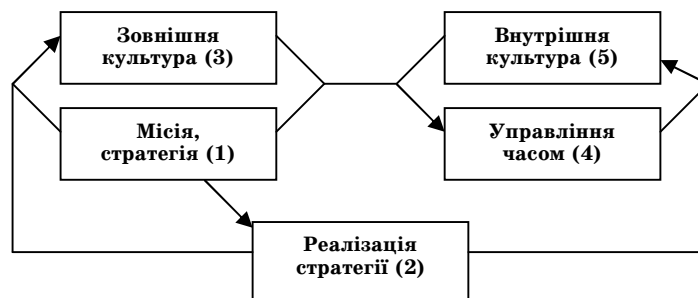 Зовнішня
культура (3)
Внутрішня
культура (5)
Місія,
стратегія (1)
Управління
часом (4)
Реалізація
стратегії (2)